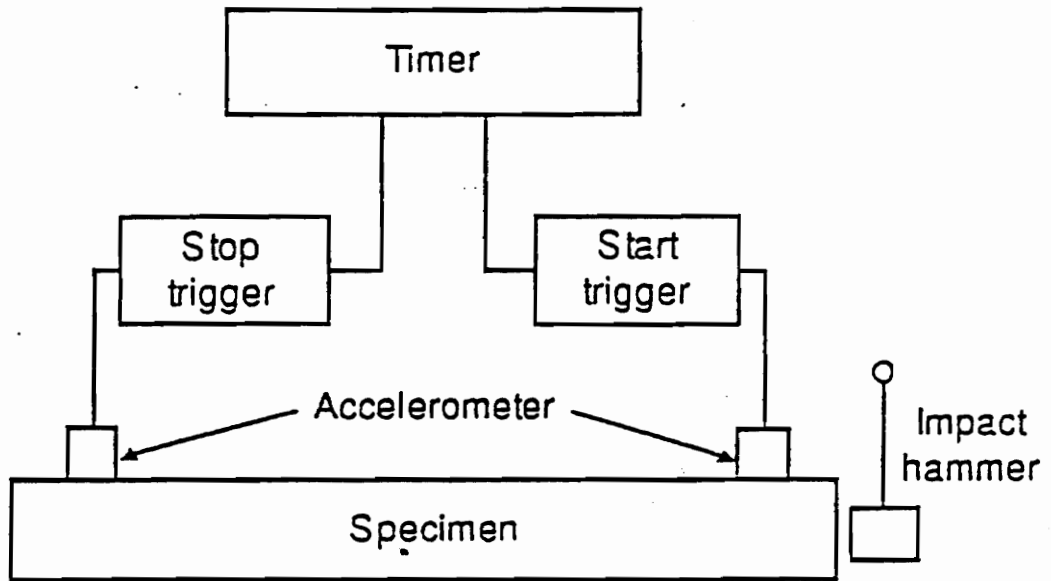 Timer
Stop
trigger
Start
trigger
Accelerometer
Impact
hammer
Specimen